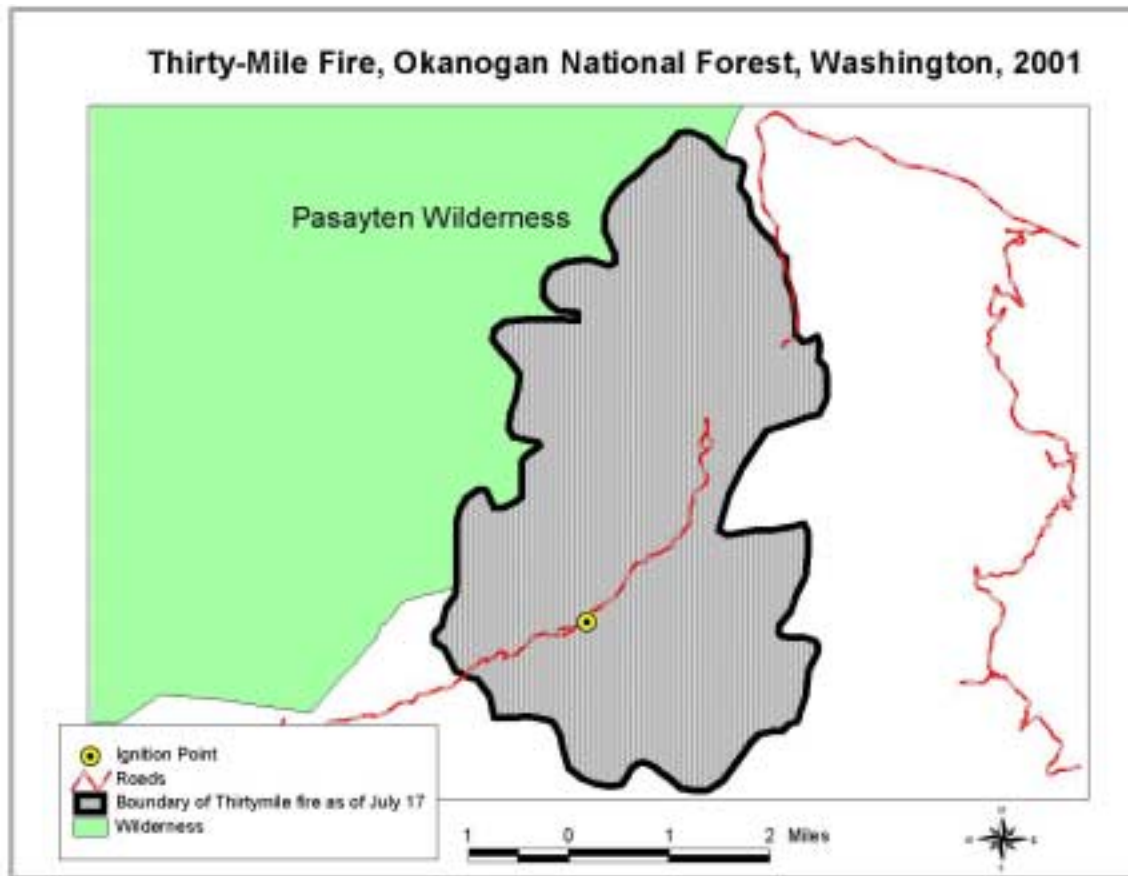 Thirty-Mile Fire, Okanogan National Forest, Washington, 2001
Pasayten Wilderness
Ignition Point
Roads
Boundary of Thirtymile fire as of July 17
Wilderness
1 0 1 2 Miles